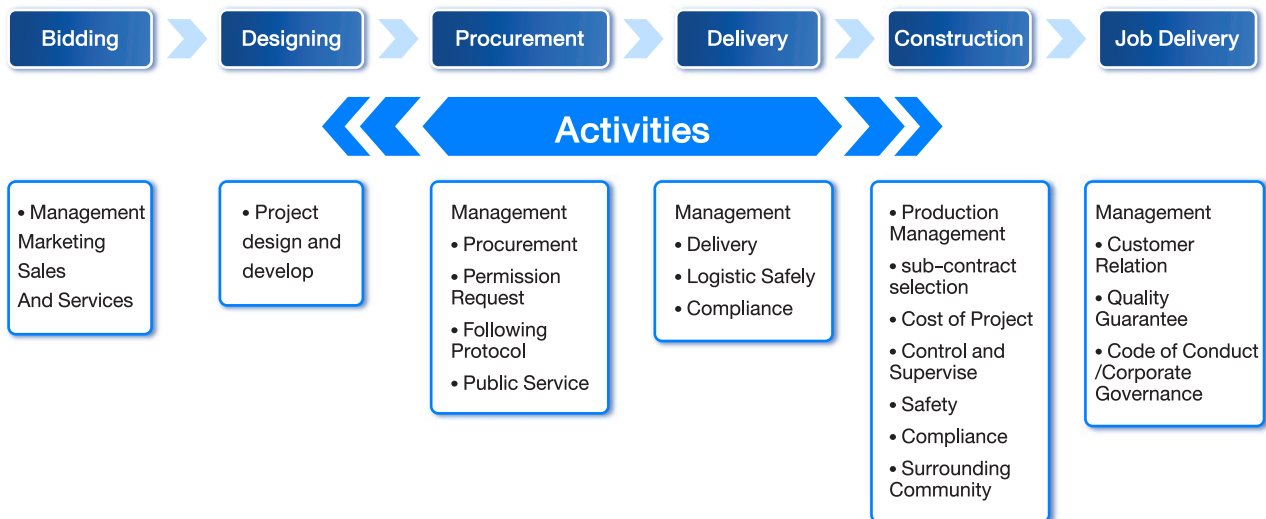 Bidding
Designing
Procurement
Delivery
Construction
Job Delivery
Activities
• Management
Marketing
Sales
And Services
• Project
design and
develop
Management
• Procurement
• Permission
Request
• Following
Protocol
• Public Service
Management
• Delivery
• Logistic Safely
• Compliance
• Production
Management
• sub-contract
selection
• Cost of Project
• Control and
Supervise
• Safety
• Compliance
• Surrounding
Community
Management
• Customer
Relation
• Quality
Guarantee
• Code of Conduct
/Corporate
Governance